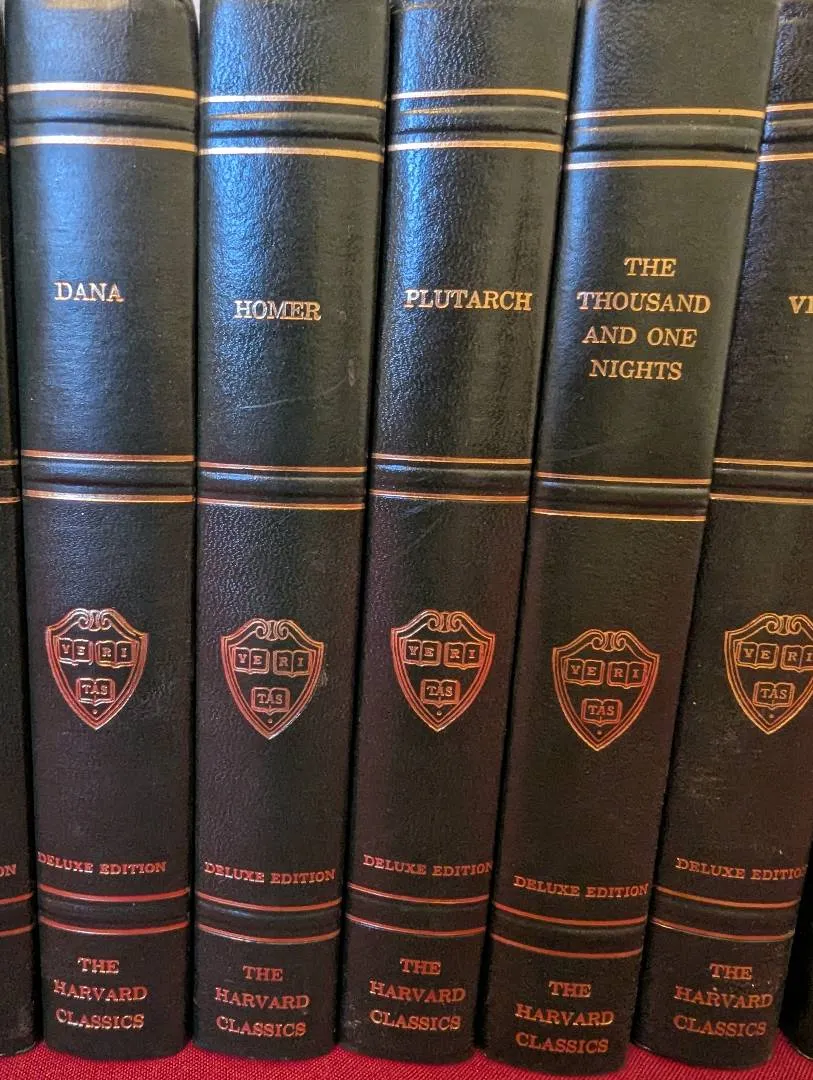 DANA
VE RI
TAS
DELUXE EDITION
THE
HARVARD
CLASSICS
HOMER
VE RI
TAS
DELUXE EDITION
THE
HARVARD
CLASSICS
PLUTARCH
VE RI
TAS
DELUXE EDITION
THE
HARVARD
CLASSICS
THE
THOUSAND
AND ONE
NIGHTS
VE RI
TAS
DELUXE EDITION
THE
HARVARD
CLASSICS
VE RI
TAS
DELUXE EDITION
THE
HARVARD
CLASSICS